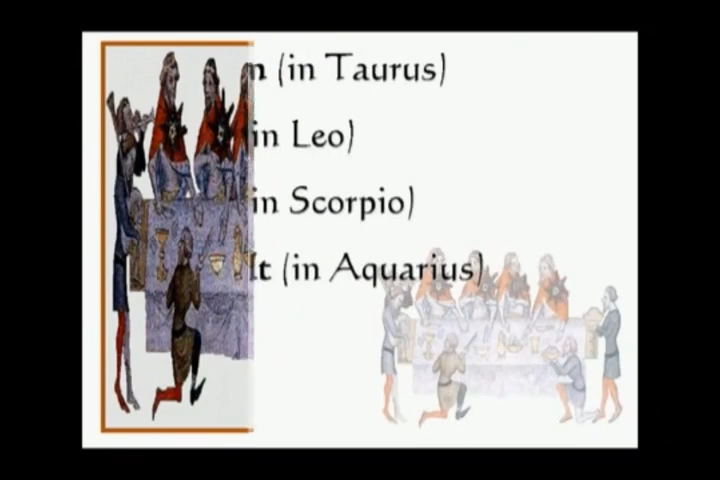 n (in Taurus)
in Leo)
in Scorpio)
lt (in Aquarius)